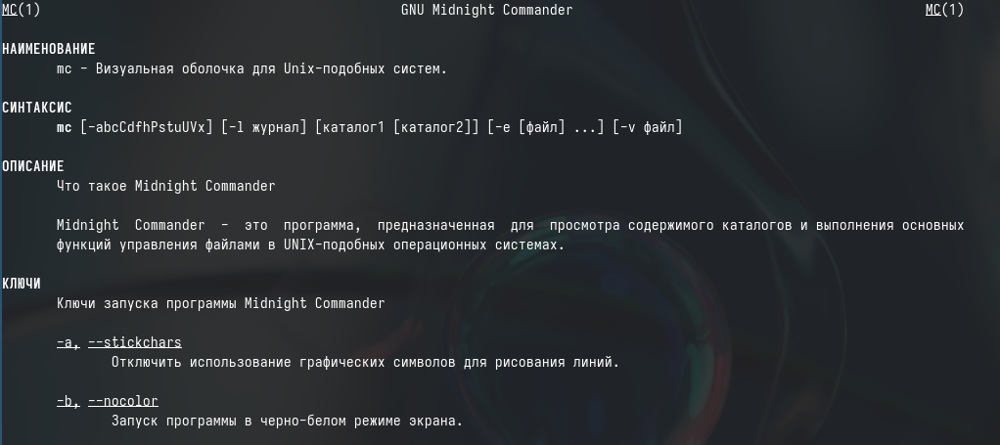 MC(1) GNU Midnight Commander MC(1)
НАИМЕНОВАНИЕ
mc - Визуальная оболочка для Unix-подобных систем.
СИНТАКСИС
mc [-abcCdfhPstuUVx] [-l журнал] [каталог1 [каталог2]] [-e [файл] ...] [-v файл]
ОПИСАНИЕ
Что такое Midnight Commander
Midnight Commander - это программа, предназначенная для просмотра содержимого каталогов и выполнения основных
функций управления файлами в UNIX-подобных операционных системах.
КЛЮЧИ
Ключи запуска программы Midnight Commander
-a, --stickchars
Отключить использование графических символов для рисования линий.
-b, --nocolor
Запуск программы в черно-белом режиме экрана.